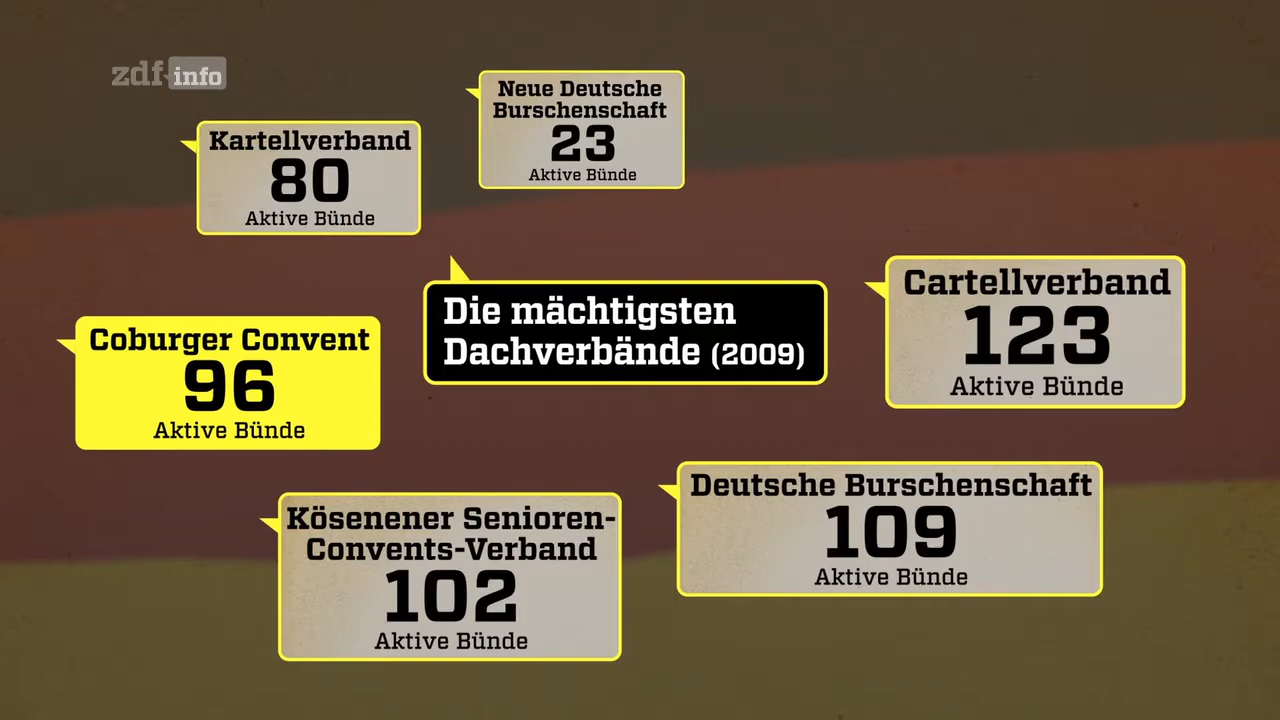 zdf info
Neue Deutsche
Burschenschaft
23
Aktive Bünde
Kartellverband
80
Aktive Bünde
Die mächtigsten
Dachverbände (2009)
Cartellverband
123
Aktive Bünde
Coburger Convent
96
Aktive Bünde
Deutsche Burschenschaft
109
Aktive Bünde
Kösenener Senioren-
Convents-Verband
102
Aktive Bünde